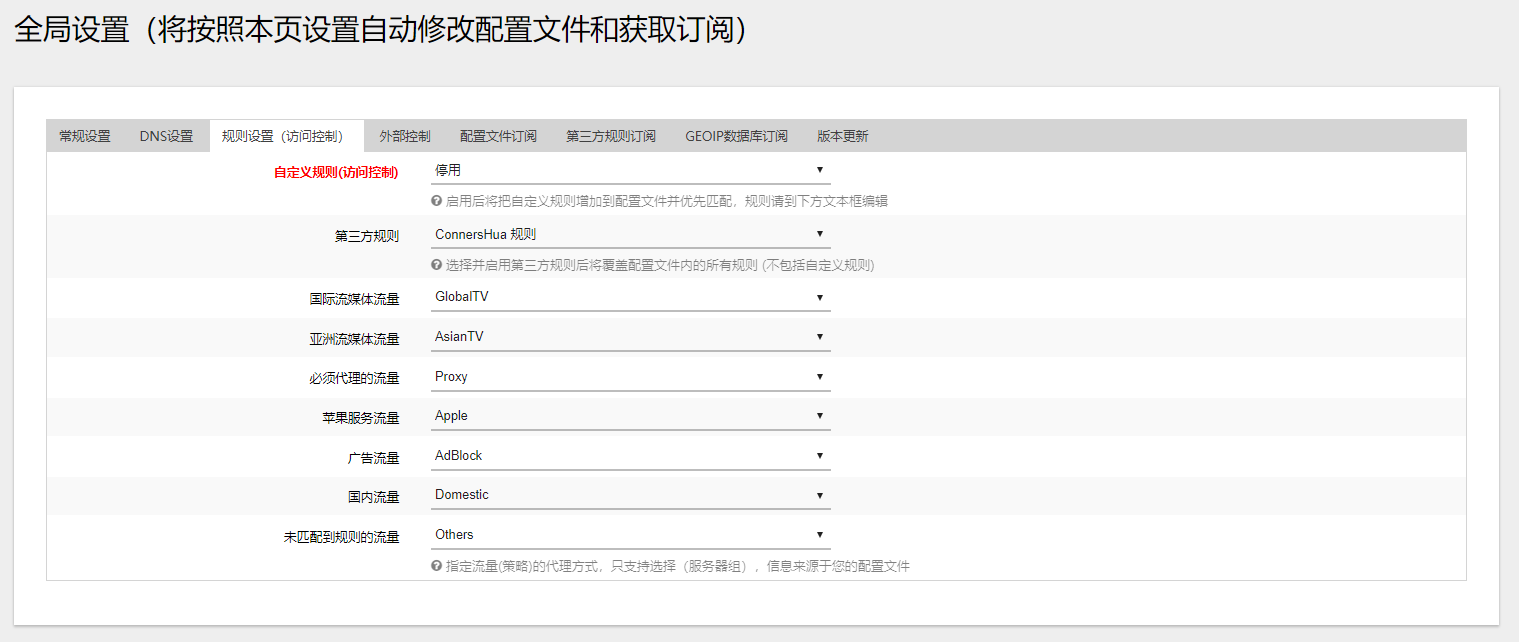 全局设置（将按照本页设置自动修改配置文件和获取订阅）
常规设置 DNS设置 规则设置（访问控制） 外部控制 配置文件订阅 第三方规则订阅 GEOIP数据库订阅 版本更新
自定义规则(访问控制) 停用
启用后将把自定义规则增加到配置文件并优先匹配，规则请到下方文本框编辑
第三方规则 ConnersHua 规则
选择并启用第三方规则后将覆盖配置文件内的所有规则 (不包括自定义规则)
国际流媒体流量 GlobalTV
亚洲流媒体流量 AsianTV
必须代理的流量 Proxy
苹果服务流量 Apple
广告流量 AdBlock
国内流量 Domestic
未匹配到规则的流量 Others
指定流量(策略)的代理方式，只支持选择（服务器组），信息来源于您的配置文件